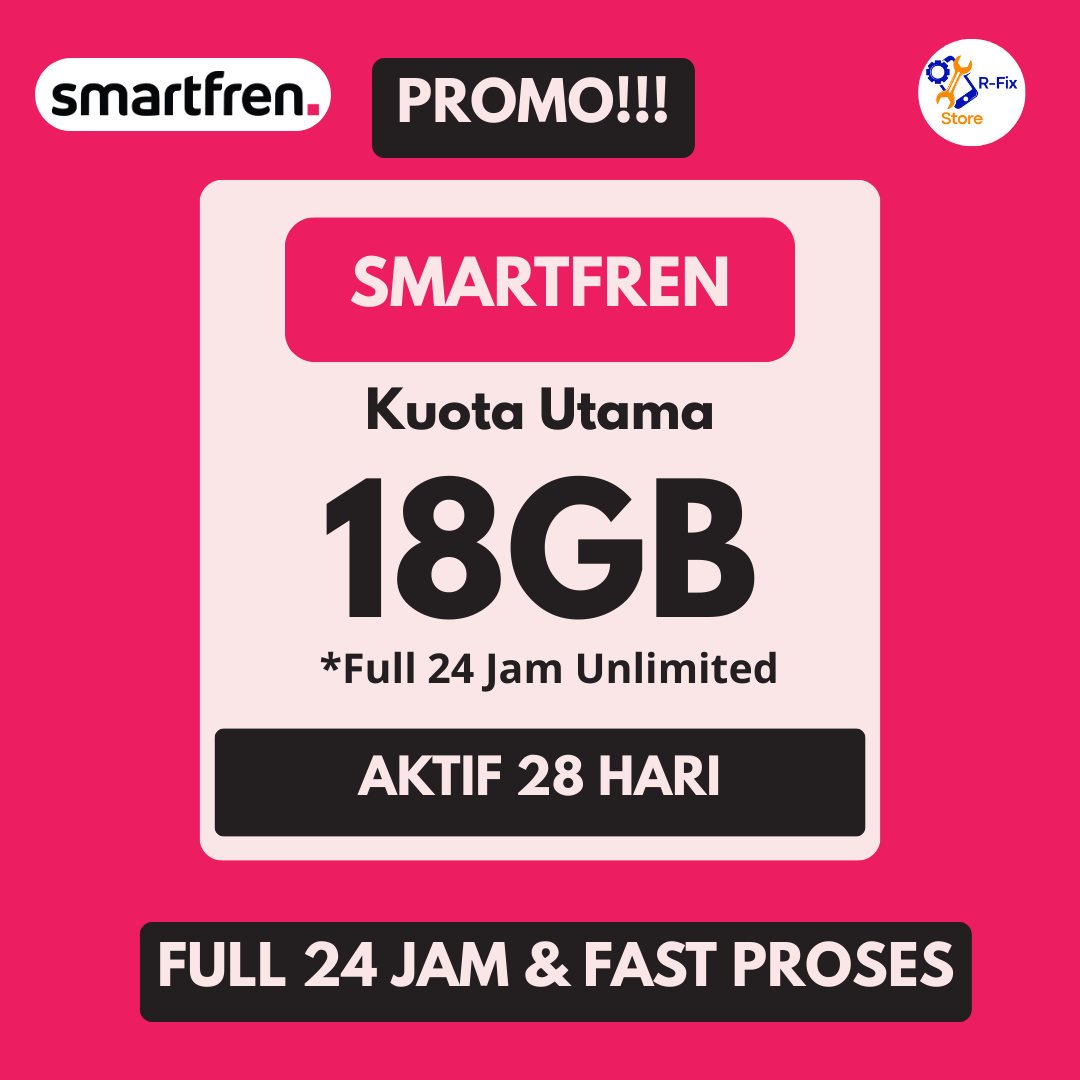 smartfren.
PROMO!!!
R-Fix
Store
SMARTFREN
Kuota Utama
18GB
*Full 24 Jam Unlimited
AKTIF 28 HARI
FULL 24 JAM & FAST PROSES